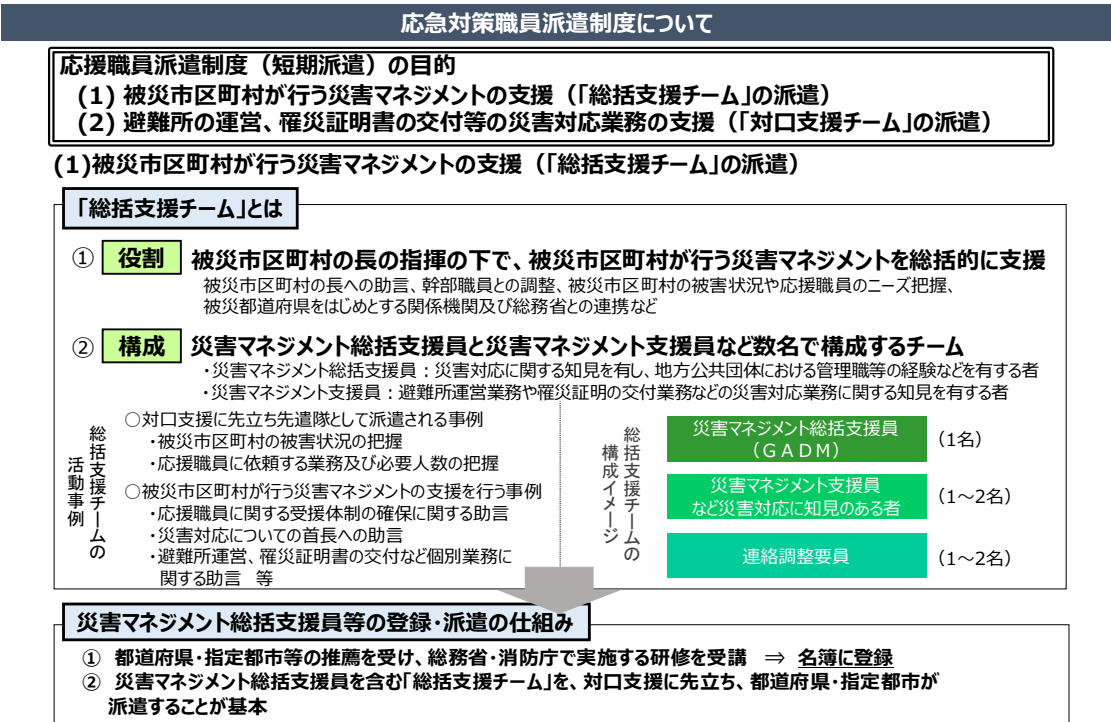 応急対策職員派遣制度について
応援職員派遣制度（短期派遣）の目的
(1) 被災市区町村が行う災害マネジメントの支援（「総括支援チーム」の派遣）
(2) 避難所の運営、罹災証明書の交付等の災害対応業務の支援（「対口支援チーム」の派遣）
(1)被災市区町村が行う災害マネジメントの支援（「総括支援チーム」の派遣）
「総括支援チーム」とは
① 役割 被災市区町村の長の指揮の下で、被災市区町村が行う災害マネジメントを総括的に支援
被災市区町村の長への助言、幹部職員との調整、被災市区町村の被害状況や応援職員のニーズ把握、
被災都道府県をはじめとする関係機関及び総務省との連携など
② 構成 災害マネジメント総括支援員と災害マネジメント支援員など数名で構成するチーム
・災害マネジメント総括支援員：災害対応に関する知見を有し、地方公共団体における管理職等の経験などを有する者
・災害マネジメント支援員：避難所運営業務や罹災証明の交付業務などの災害対応業務に関する知見を有する者
総括支援チームの
活動事例
○対口支援に先立ち先遣隊として派遣される事例
・被災市区町村の被害状況の把握
・応援職員に依頼する業務及び必要人数の把握
○被災市区町村が行う災害マネジメントの支援を行う事例
・応援職員に関する受援体制の確保に関する助言
・災害対応についての首長への助言
・避難所運営、罹災証明書の交付など個別業務に
関する助言　等
総括支援チームの
構成イメージ
災害マネジメント総括支援員
（ＧＡＤＭ）
（1名）
災害マネジメント支援員
など災害対応に知見のある者
（1～2名）
連絡調整要員
（1～2名）
災害マネジメント総括支援員等の登録・派遣の仕組み
① 都道府県・指定都市等の推薦を受け、総務省・消防庁で実施する研修を受講 ⇒ 名簿に登録
② 災害マネジメント総括支援員を含む「総括支援チーム」を、対口支援に先立ち、都道府県・指定都市が
派遣することが基本